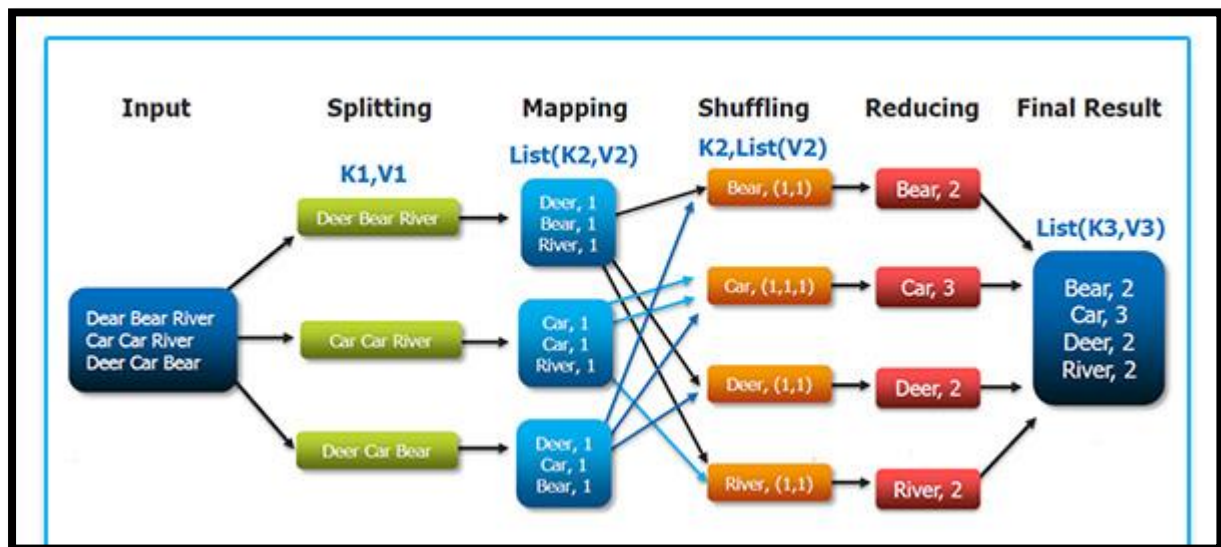 Input
Splitting
Mapping
Shuffling
Reducing
Final Result
K1,V1
List(K2,V2)
K2,List(V2)
List(K3,V3)
Dear Bear River
Car Car River
Deer Car Bear
Deer Bear River
Car Car River
Deer Car Bear
Deer, 1
Bear, 1
River, 1
Car, 1
Car, 1
River, 1
Deer, 1
Car, 1
Bear, 1
Bear, (1,1)
Car, (1,1,1)
Deer, (1,1)
River, (1,1)
Bear, 2
Car, 3
Deer, 2
River, 2
Bear, 2
Car, 3
Deer, 2
River, 2